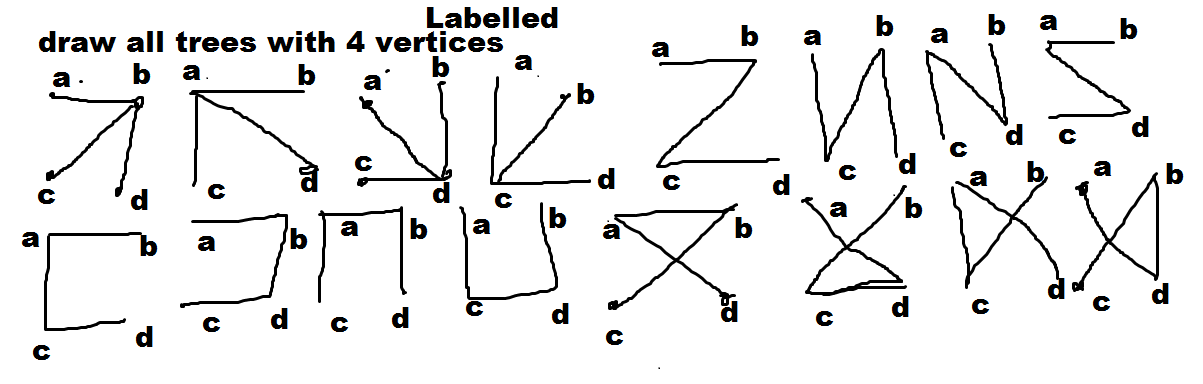 Labelled
draw all trees with 4 vertices
a b a b a b a b a b a b a b a b
c d c d c d c d c d c d c d c d
a b a b a b a b a b a b a b a b
c d c d c d c d c d c d c d c d